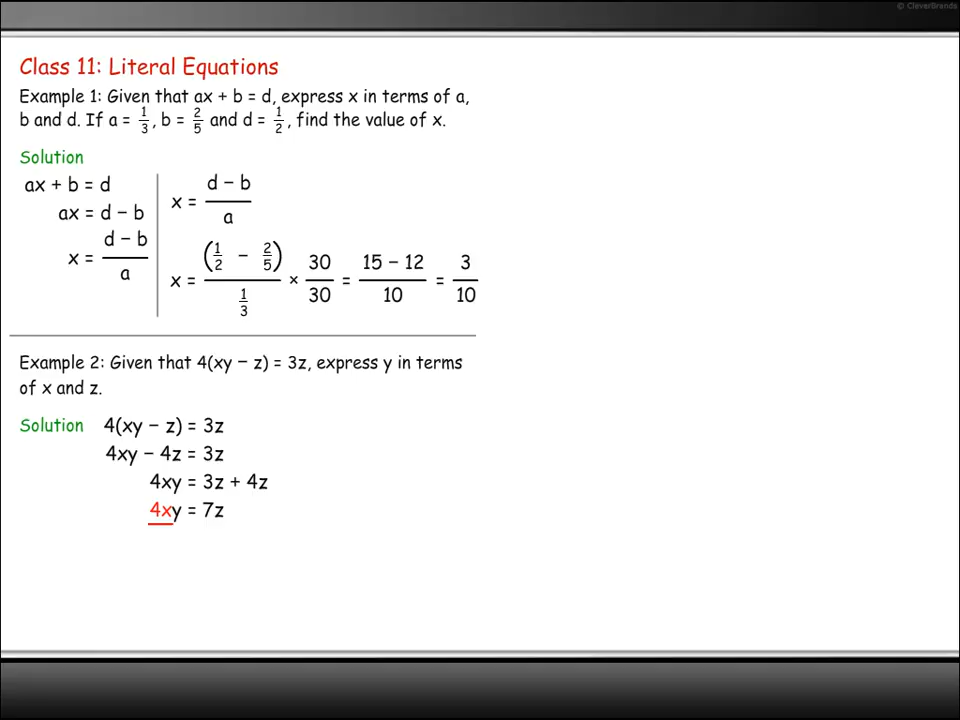 © CleverBrands
Class 11: Literal Equations
Example 1: Given that ax + b = d, express x in terms of a,
b and d. If a = 1/3, b = 2/5 and d = 1/2, find the value of x.
Solution
ax + b = d
ax = d − b
x = (d − b)/a
x = (d − b)/a
x = (1/2 − 2/5)/(1/3) × 30/30 = (15 − 12)/10 = 3/10
Example 2: Given that 4(xy − z) = 3z, express y in terms
of x and z.
Solution 4(xy − z) = 3z
4xy − 4z = 3z
4xy = 3z + 4z
4xy = 7z